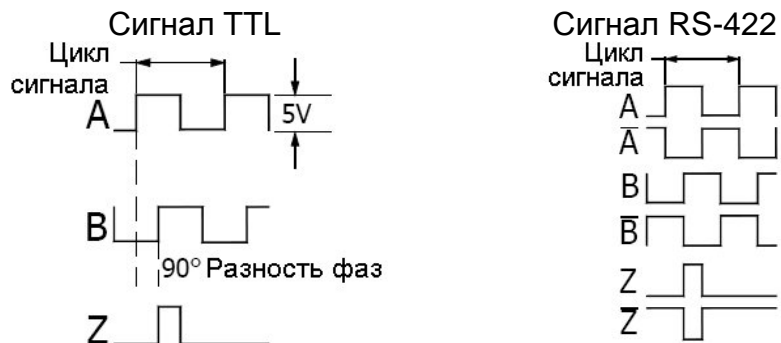 Сигнал TTL
Цикл
сигнала
A
5V
B
90° Разность фаз
Z
Сигнал RS-422
Цикл
сигнала
A
A̅
B
B̅
Z
Z̅